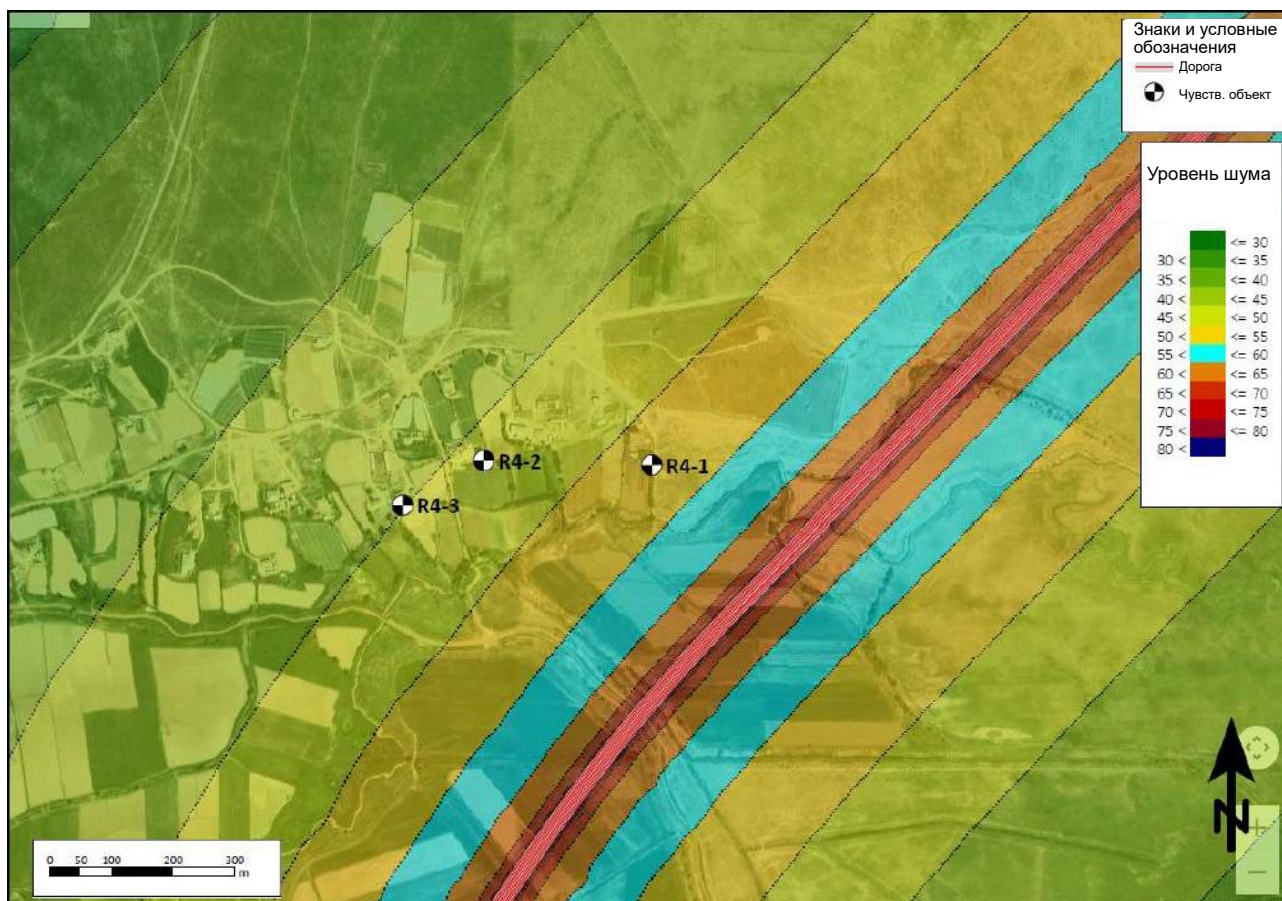 Знаки и условные
обозначения
Дорога
Чувств. объект
Уровень шума
<= 30
30 < <= 35
35 < <= 40
40 < <= 45
45 < <= 50
50 < <= 55
55 < <= 60
60 < <= 65
65 < <= 70
70 < <= 75
75 < <= 80
80 <
R4-2
R4-1
R4-3
0 50 100 200 300
m
N